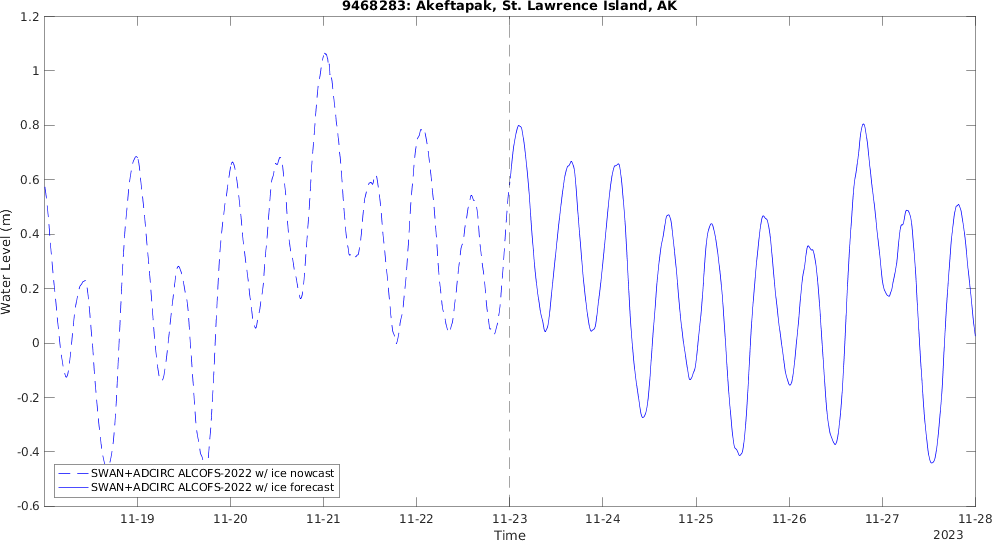 9468283: Akeftapak, St. Lawrence Island, AK
1.2
1
0.8
0.6
0.4
0.2
0
-0.2
-0.4
-0.6
Water Level (m)
SWAN+ADCIRC ALCOFS-2022 w/ ice nowcast
SWAN+ADCIRC ALCOFS-2022 w/ ice forecast
11-19 11-20 11-21 11-22 11-23 11-24 11-25 11-26 11-27 11-28
Time
2023